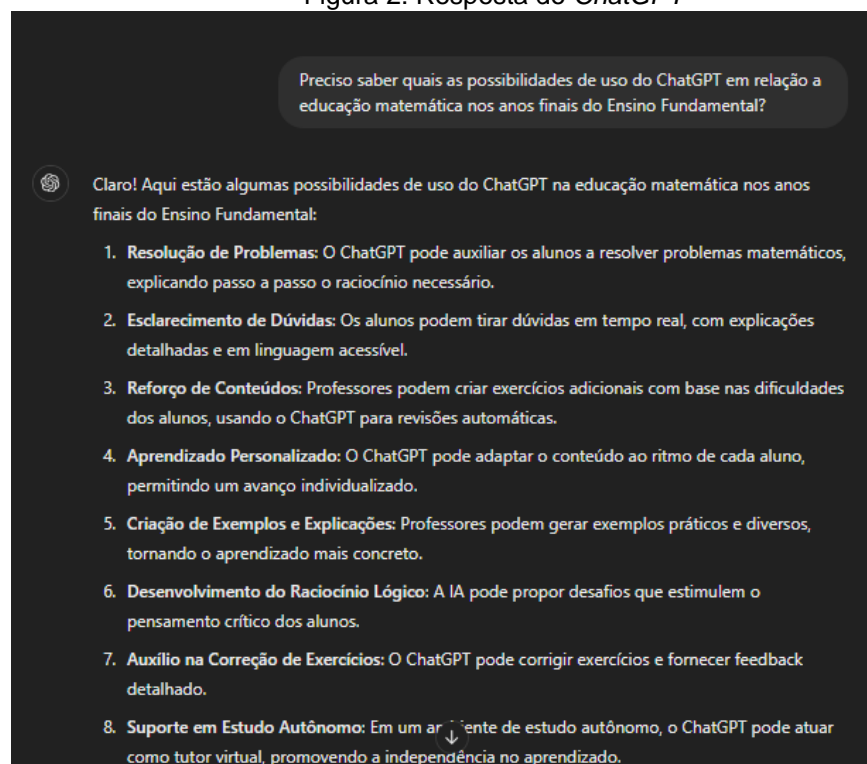 Figura 2: Resposta do ChatGPT
Preciso saber quais as possibilidades de uso do ChatGPT em relação a
educação matemática nos anos finais do Ensino Fundamental?
Claro! Aqui estão algumas possibilidades de uso do ChatGPT na educação matemática nos anos
finais do Ensino Fundamental:
1. Resolução de Problemas: O ChatGPT pode auxiliar os alunos a resolver problemas matemáticos,
explicando passo a passo o raciocínio necessário.
2. Esclarecimento de Dúvidas: Os alunos podem tirar dúvidas em tempo real, com explicações
detalhadas e em linguagem acessível.
3. Reforço de Conteúdos: Professores podem criar exercícios adicionais com base nas dificuldades
dos alunos, usando o ChatGPT para revisões automáticas.
4. Aprendizado Personalizado: O ChatGPT pode adaptar o conteúdo ao ritmo de cada aluno,
permitindo um avanço individualizado.
5. Criação de Exemplos e Explicações: Professores podem gerar exemplos práticos e diversos,
tornando o aprendizado mais concreto.
6. Desenvolvimento do Raciocínio Lógico: A IA pode propor desafios que estimulem o
pensamento crítico dos alunos.
7. Auxílio na Correção de Exercícios: O ChatGPT pode corrigir exercícios e fornecer feedback
detalhado.
8. Suporte em Estudo Autônomo: Em um ambiente de estudo autônomo, o ChatGPT pode atuar
como tutor virtual, promovendo a independência no aprendizado.